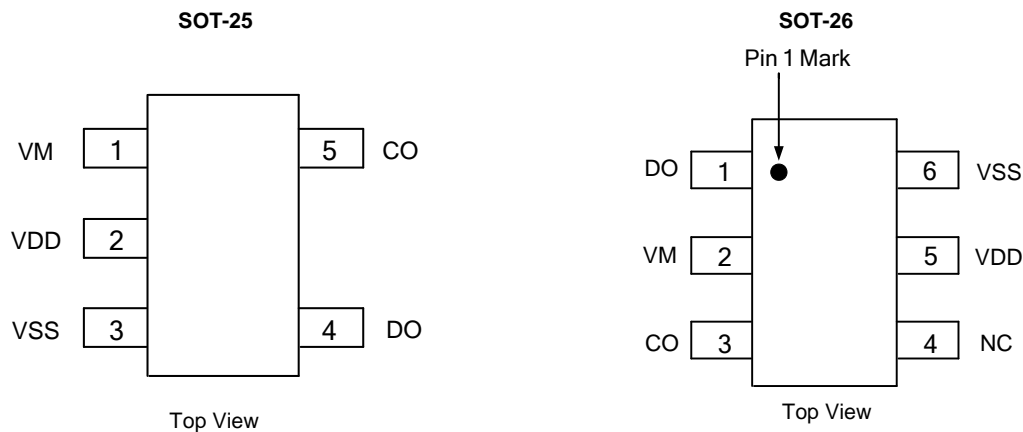 SOT-25
VM 1 5 CO
VDD 2
VSS 3 4 DO
Top View
SOT-26
Pin 1 Mark
DO 1 6 VSS
VM 2 5 VDD
CO 3 4 NC
Top View